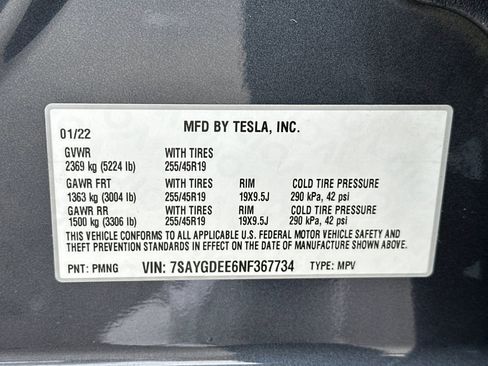 01/22 MFD BY TESLA, INC.
GVWR WITH TIRES
2369 kg (5224 lb) 255/45R19
GAWR FRT WITH TIRES RIM COLD TIRE PRESSURE
1363 kg (3004 lb) 255/45R19 19X9.5J 290 kPa, 42 psi
GAWR RR WITH TIRES RIM COLD TIRE PRESSURE
1500 kg (3306 lb) 255/45R19 19X9.5J 290 kPa, 42 psi
THIS VEHICLE CONFORMS TO ALL APPLICABLE U.S. FEDERAL MOTOR VEHICLE SAFETY AND
THEFT PREVENTION STANDARDS IN EFFECT ON THE DATE OF MANUFACTURE SHOWN ABOVE.
PNT: PMNG VIN: 7SAYGDEE6NF367734 TYPE: MPV